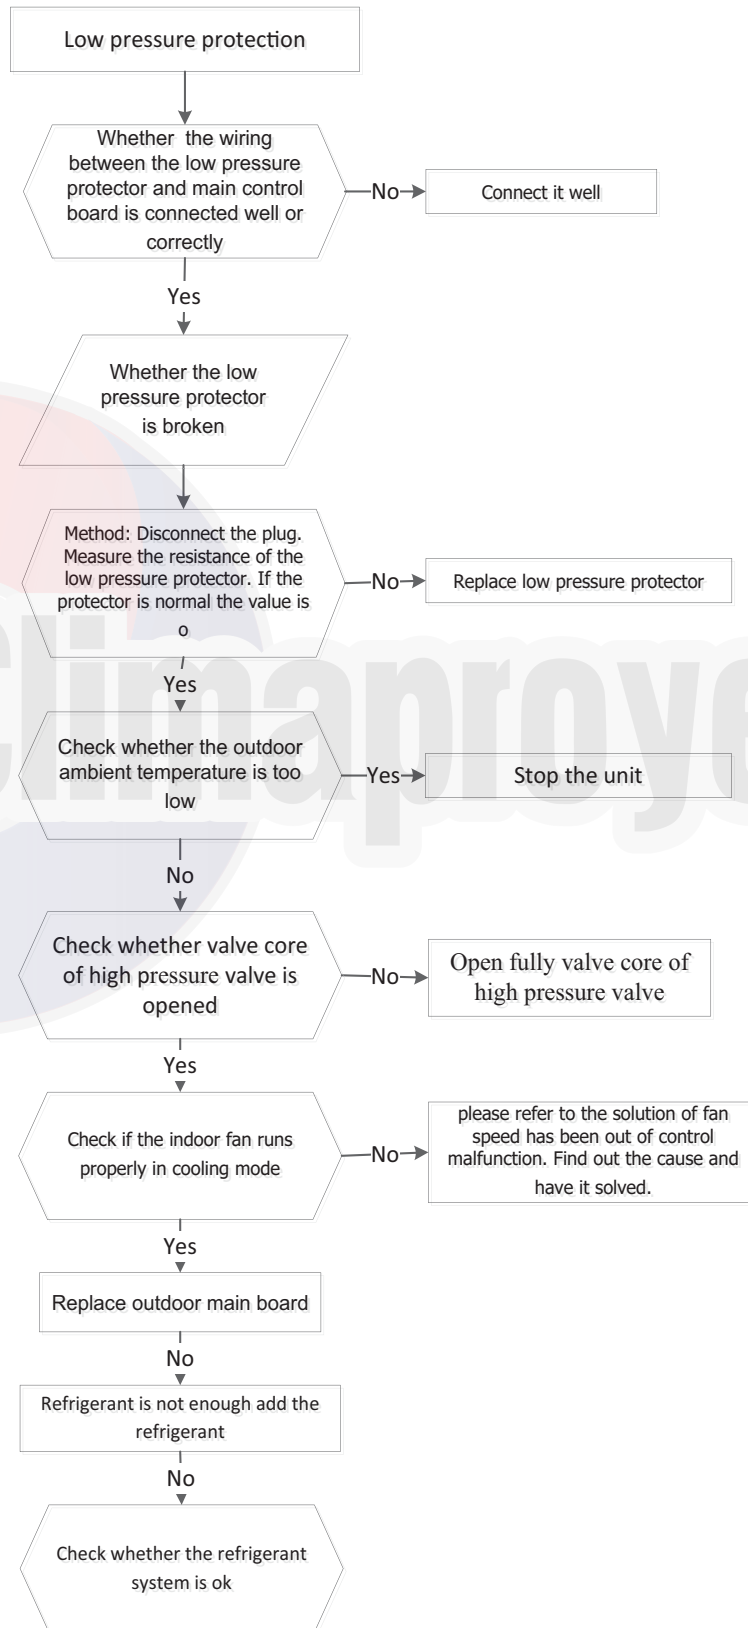 Low pressure protection
Whether the wiring
between the low pressure
protector and main control
board is connected well or
correctly
No
Connect it well
Yes
Whether the low
pressure protector
is broken
Method: Disconnect the plug.
Measure the resistance of the
low pressure protector. If the
protector is normal the value is
o
No
Replace low pressure protector
Yes
Check whether the outdoor
ambient temperature is too
low
Yes
Stop the unit
No
Check whether valve core
of high pressure valve is
opened
No
Open fully valve core of
high pressure valve
Yes
Check if the indoor fan runs
properly in cooling mode
No
please refer to the solution of fan
speed has been out of control
malfunction. Find out the cause and
have it solved.
Yes
Replace outdoor main board
No
Refrigerant is not enough add the
refrigerant
No
Check whether the refrigerant
system is ok
Climaproye